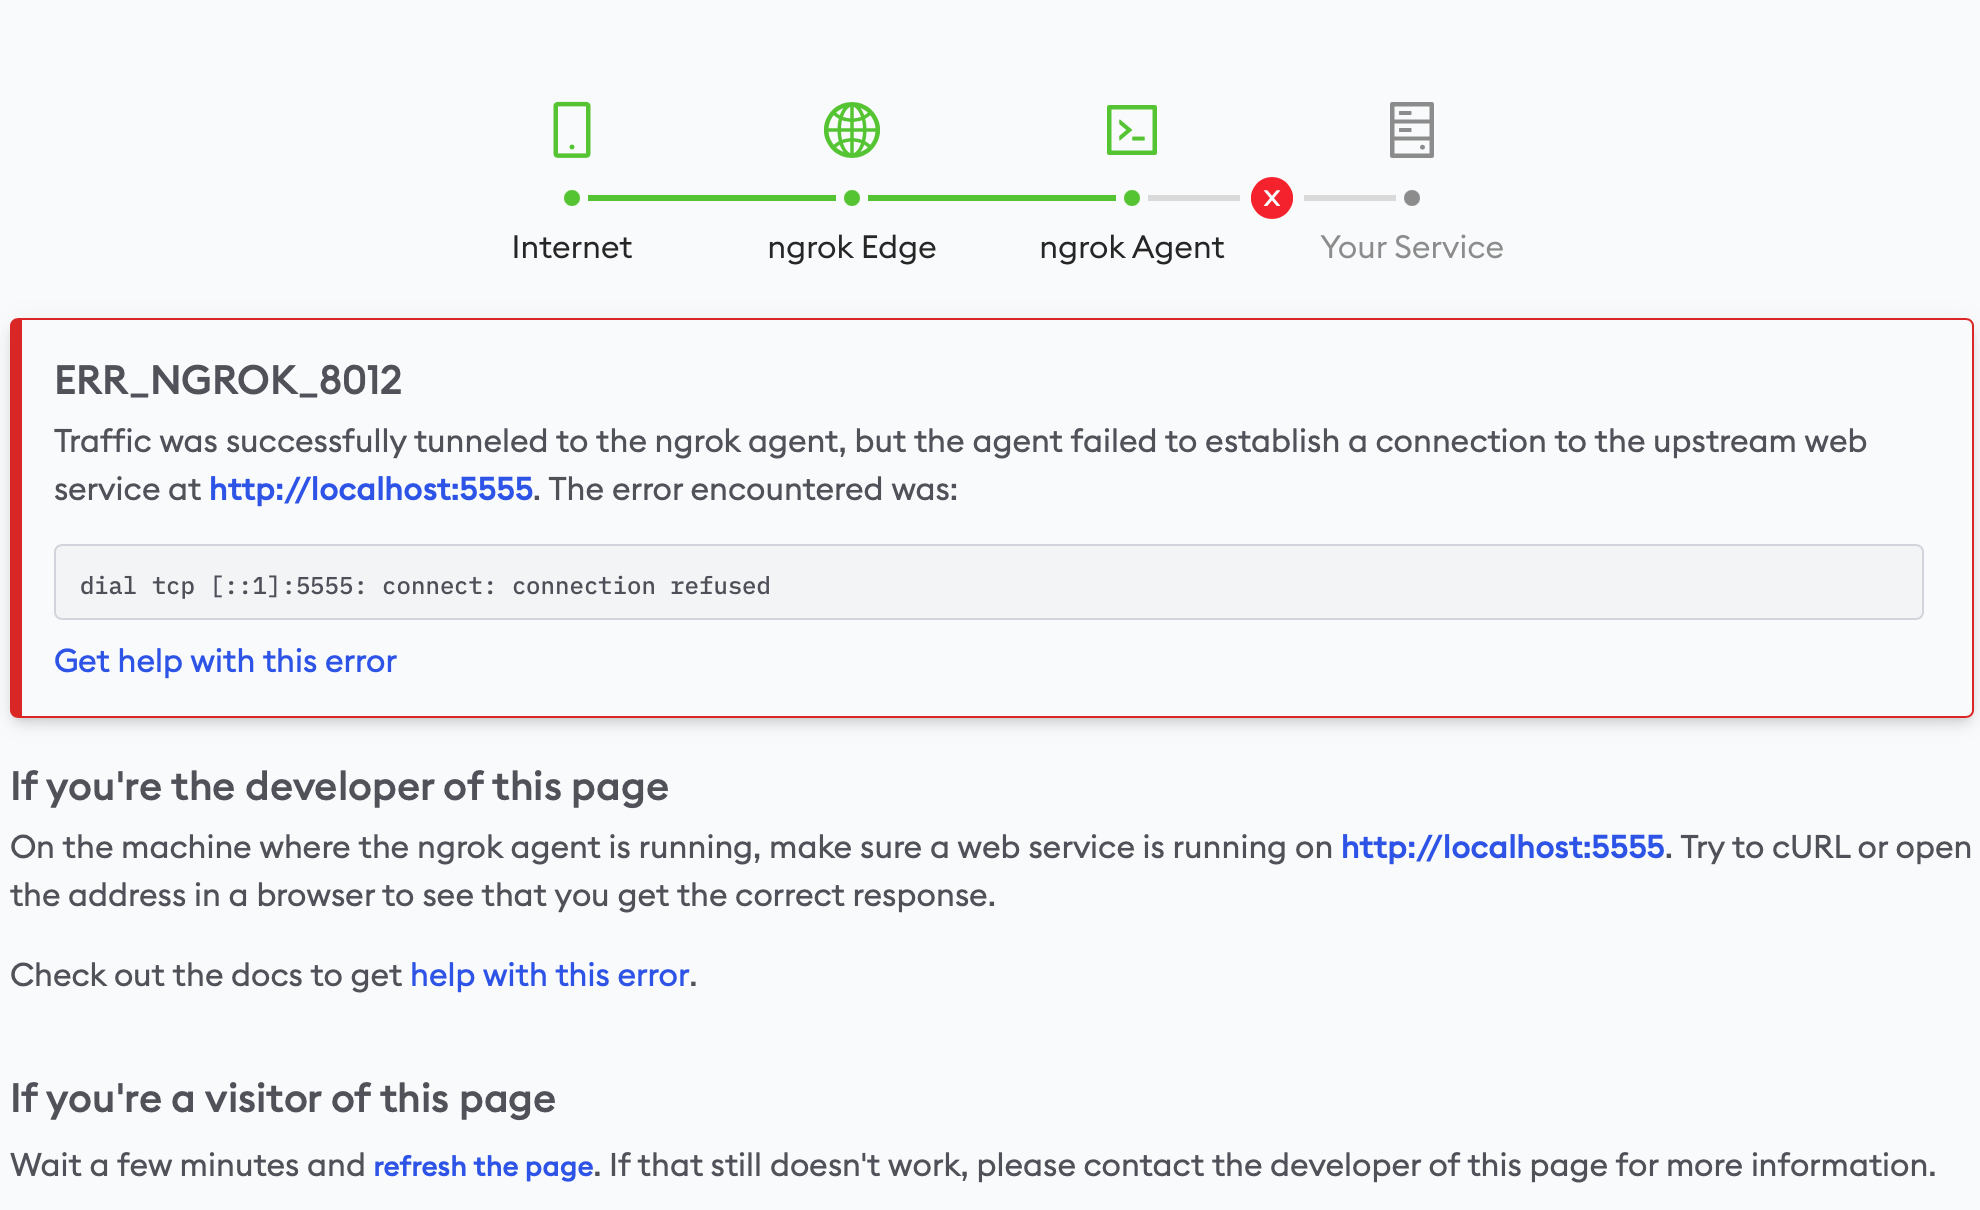 Internet
ngrok Edge
ngrok Agent
Your Service
ERR_NGROK_8012
Traffic was successfully tunneled to the ngrok agent, but the agent failed to establish a connection to the upstream web
service at http://localhost:5555. The error encountered was:
dial tcp [::1]:5555: connect: connection refused
Get help with this error
If you're the developer of this page
On the machine where the ngrok agent is running, make sure a web service is running on http://localhost:5555. Try to cURL or open
the address in a browser to see that you get the correct response.
Check out the docs to get help with this error.
If you're a visitor of this page
Wait a few minutes and refresh the page. If that still doesn't work, please contact the developer of this page for more information.